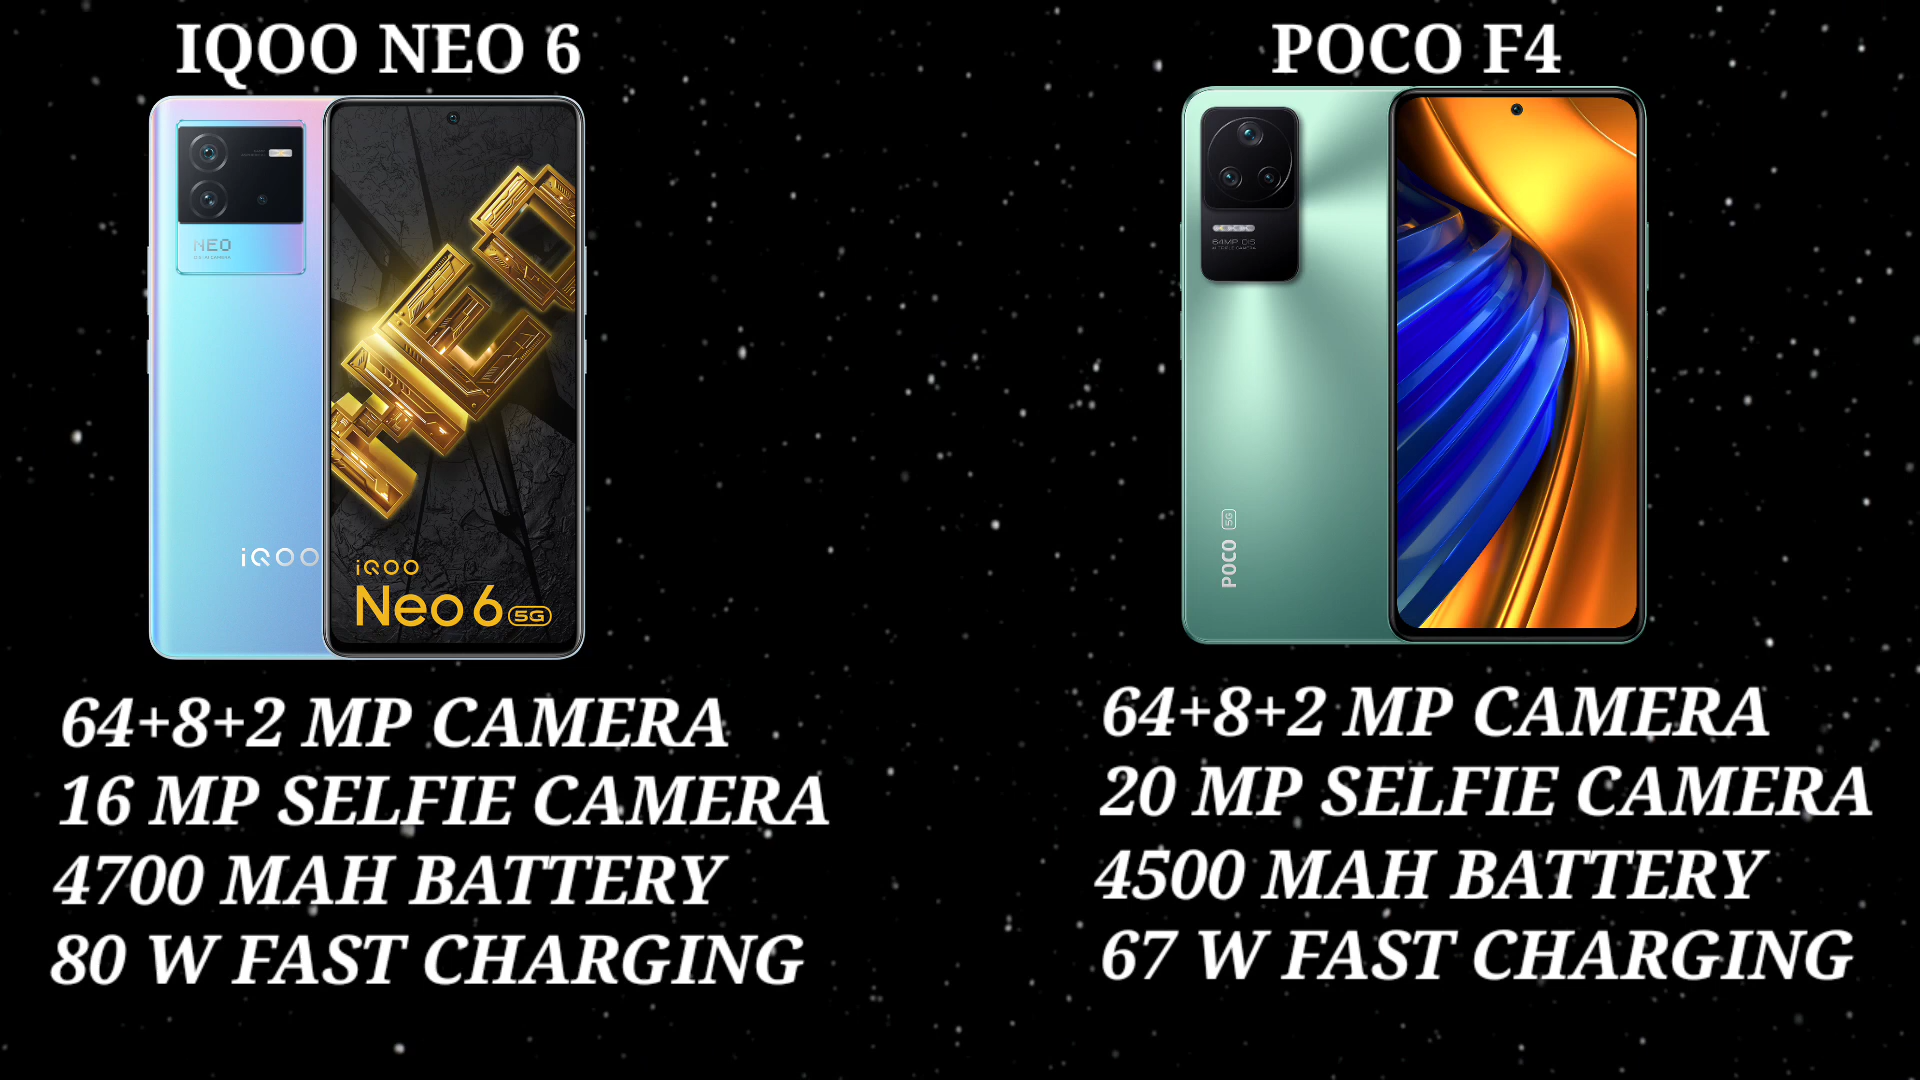 IQOO NEO 6
NEO
iQOO
iQOO
Neo 6 5G
64+8+2 MP CAMERA
16 MP SELFIE CAMERA
4700 MAH BATTERY
80 W FAST CHARGING
POCO F4
64MP OIS
POCO 5G
64+8+2 MP CAMERA
20 MP SELFIE CAMERA
4500 MAH BATTERY
67 W FAST CHARGING